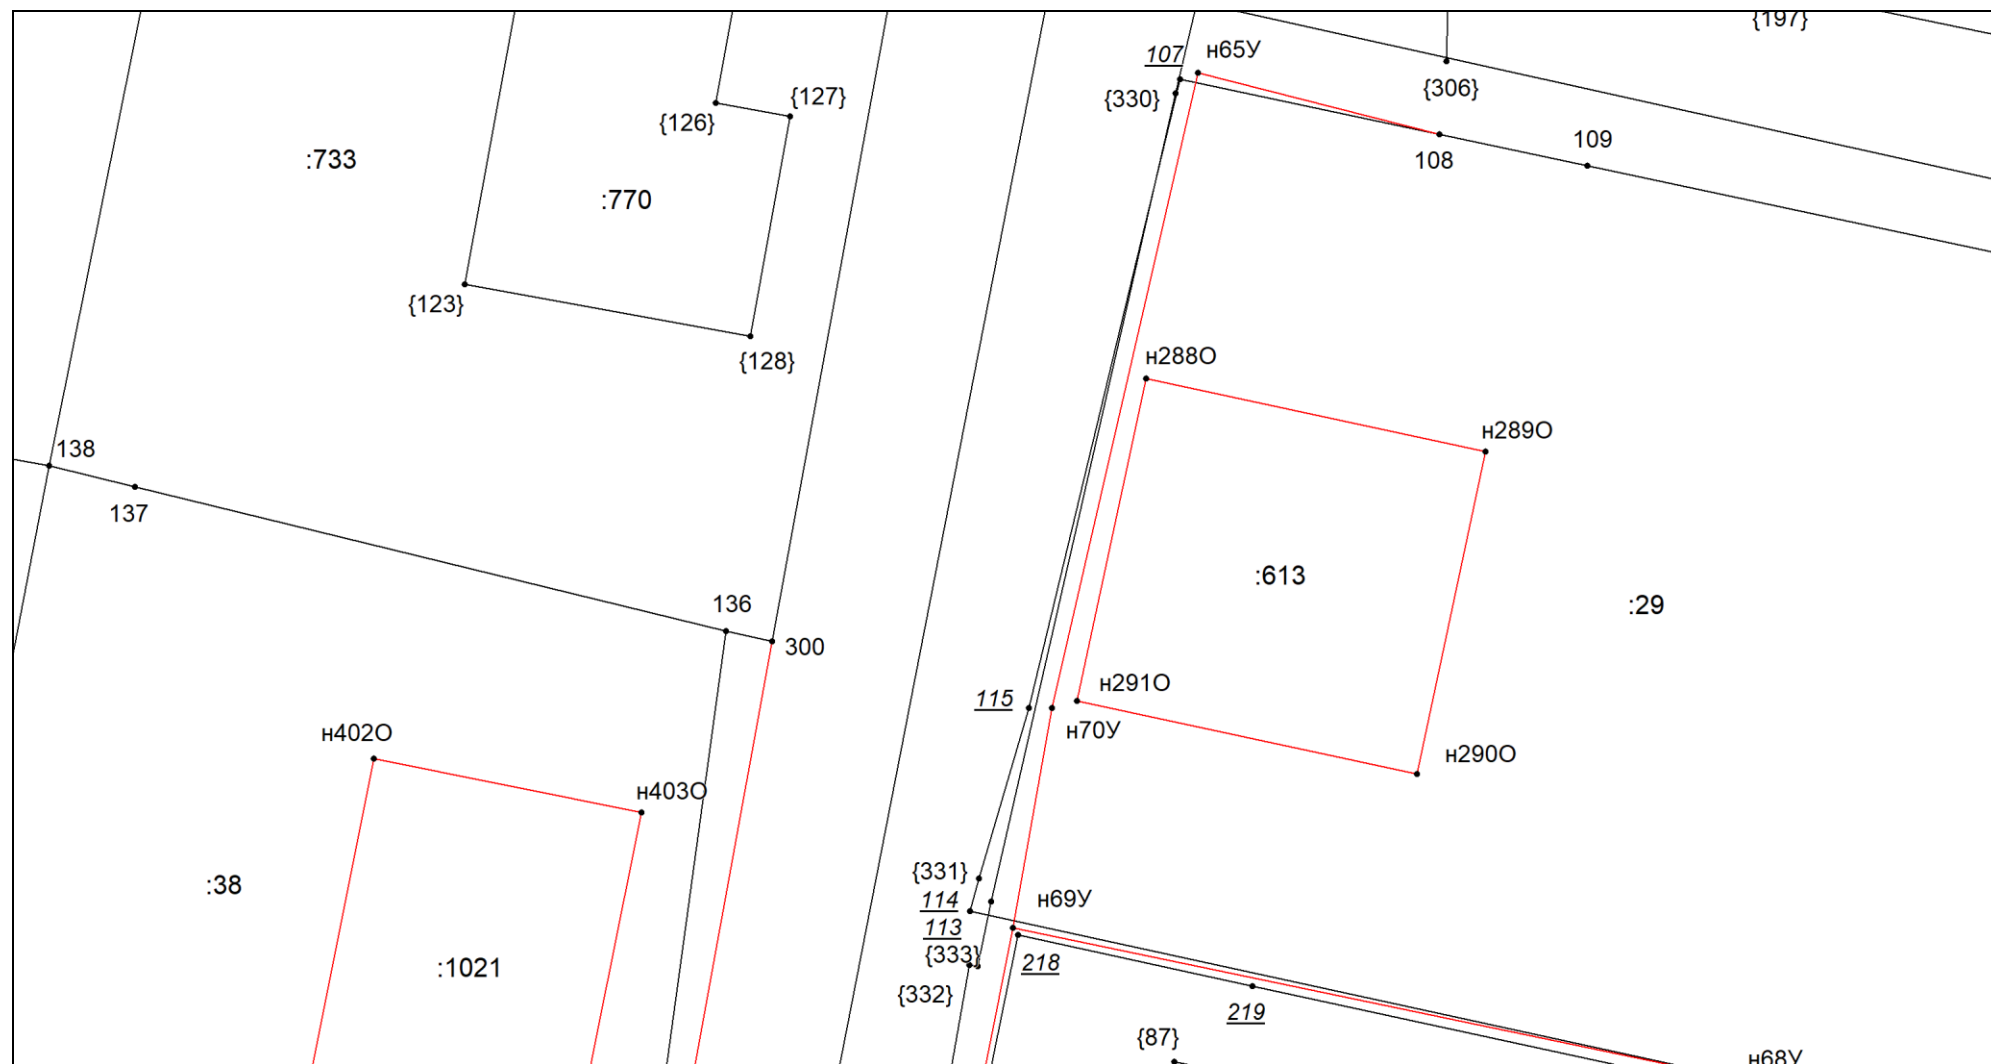 {197}
107
н65У
{306}
{330}
{127}
{126}
109
108
:733
:770
{123}
{128}
н288О
н289О
138
137
:613
:29
136
300
115
н291О
н70У
н402О
н290О
н403О
{331}
:38
114
н69У
113
{333}
218
:1021
{332}
219
{87}
н68У